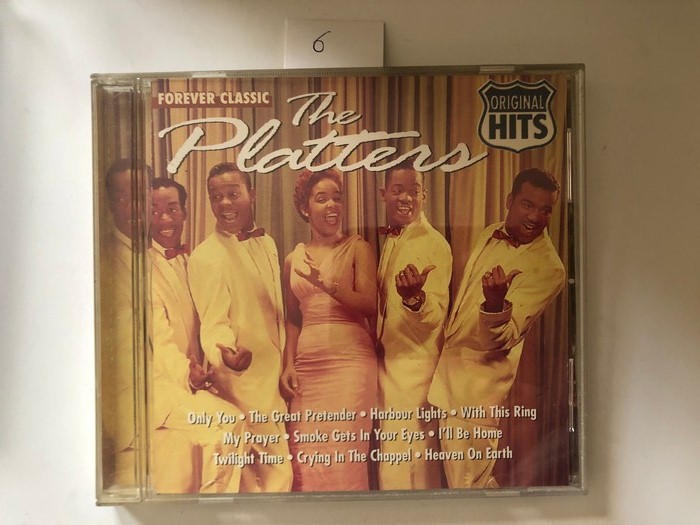 6
FOREVER CLASSIC
The
Platters
ORIGINAL
HITS
Only You • The Great Pretender • Harbour Lights • With This Ring
My Prayer • Smoke Gets In Your Eyes • I'll Be Home
Twilight Time • Crying In The Chappel • Heaven On Earth